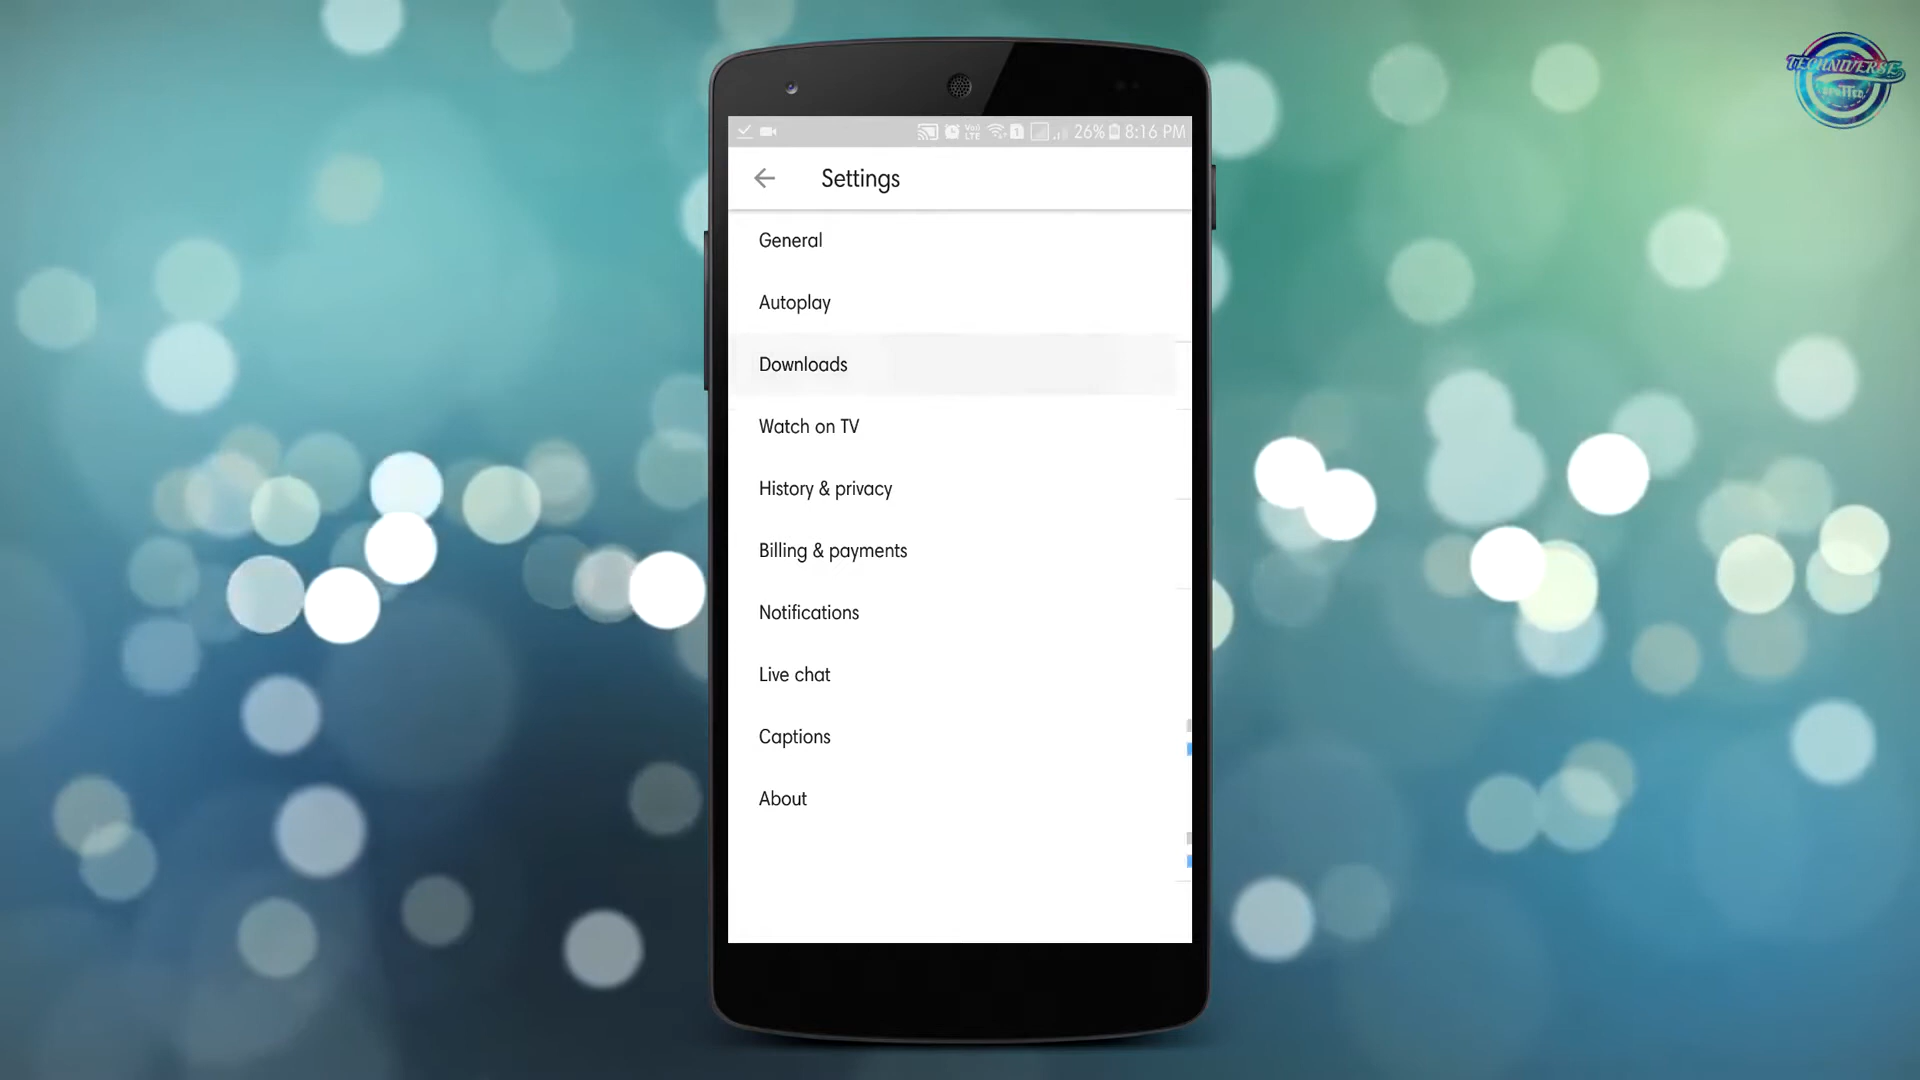 TECHNIVERSE
26% 8:16 PM
Settings
General
Autoplay
Downloads
Watch on TV
History & privacy
Billing & payments
Notifications
Live chat
Captions
About